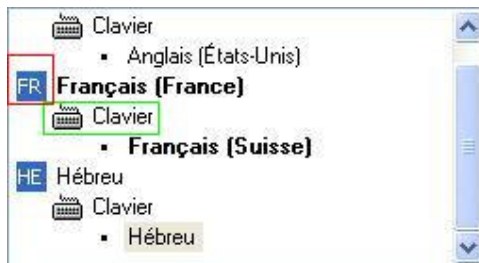 Clavier
Anglais (États-Unis)
FR Français (France)
Clavier
Français (Suisse)
HE Hébreu
Clavier
Hébreu